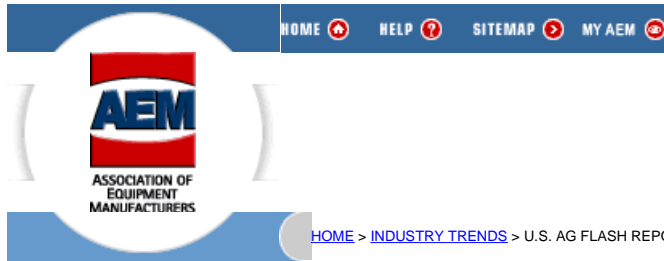 HOME HELP SITEMAP MY AEM
AEM
ASSOCIATION OF
EQUIPMENT
MANUFACTURERS
HOME > INDUSTRY TRENDS > U.S. AG FLASH REPO